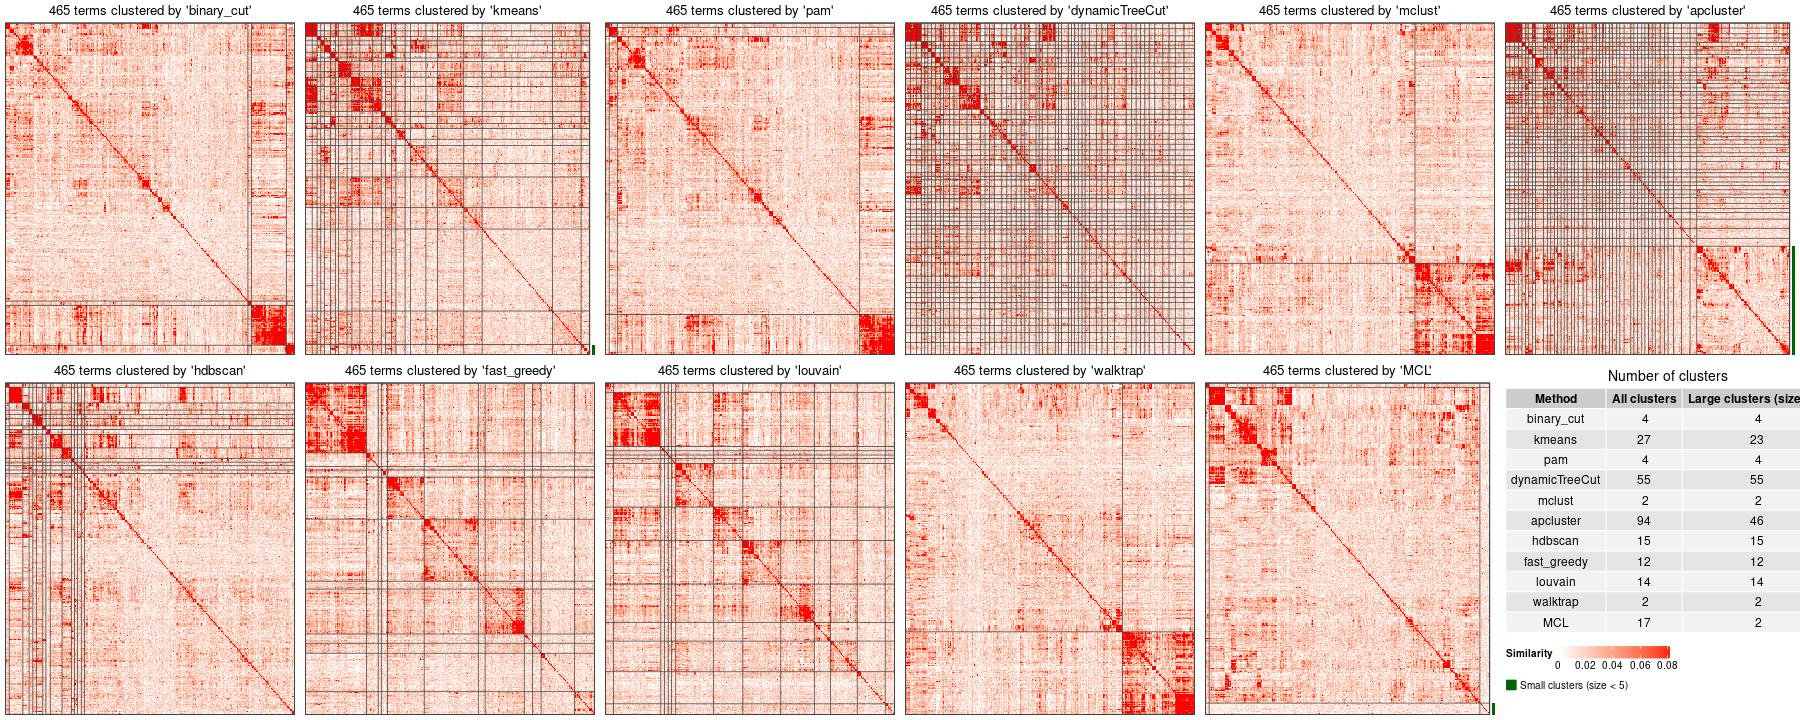 465 terms clustered by 'binary_cut'
465 terms clustered by 'kmeans'
465 terms clustered by 'pam'
465 terms clustered by 'dynamicTreeCut'
465 terms clustered by 'mclust'
465 terms clustered by 'apcluster'
465 terms clustered by 'hdbscan'
465 terms clustered by 'fast_greedy'
465 terms clustered by 'louvain'
465 terms clustered by 'walktrap'
465 terms clustered by 'MCL'
Number of clusters
Method All clusters Large clusters (size
binary_cut 4 4
kmeans 27 23
pam 4 4
dynamicTreeCut 55 55
mclust 2 2
apcluster 94 46
hdbscan 15 15
fast_greedy 12 12
louvain 14 14
walktrap 2 2
MCL 17 2
Similarity
0 0.02 0.04 0.06 0.08
Small clusters (size < 5)